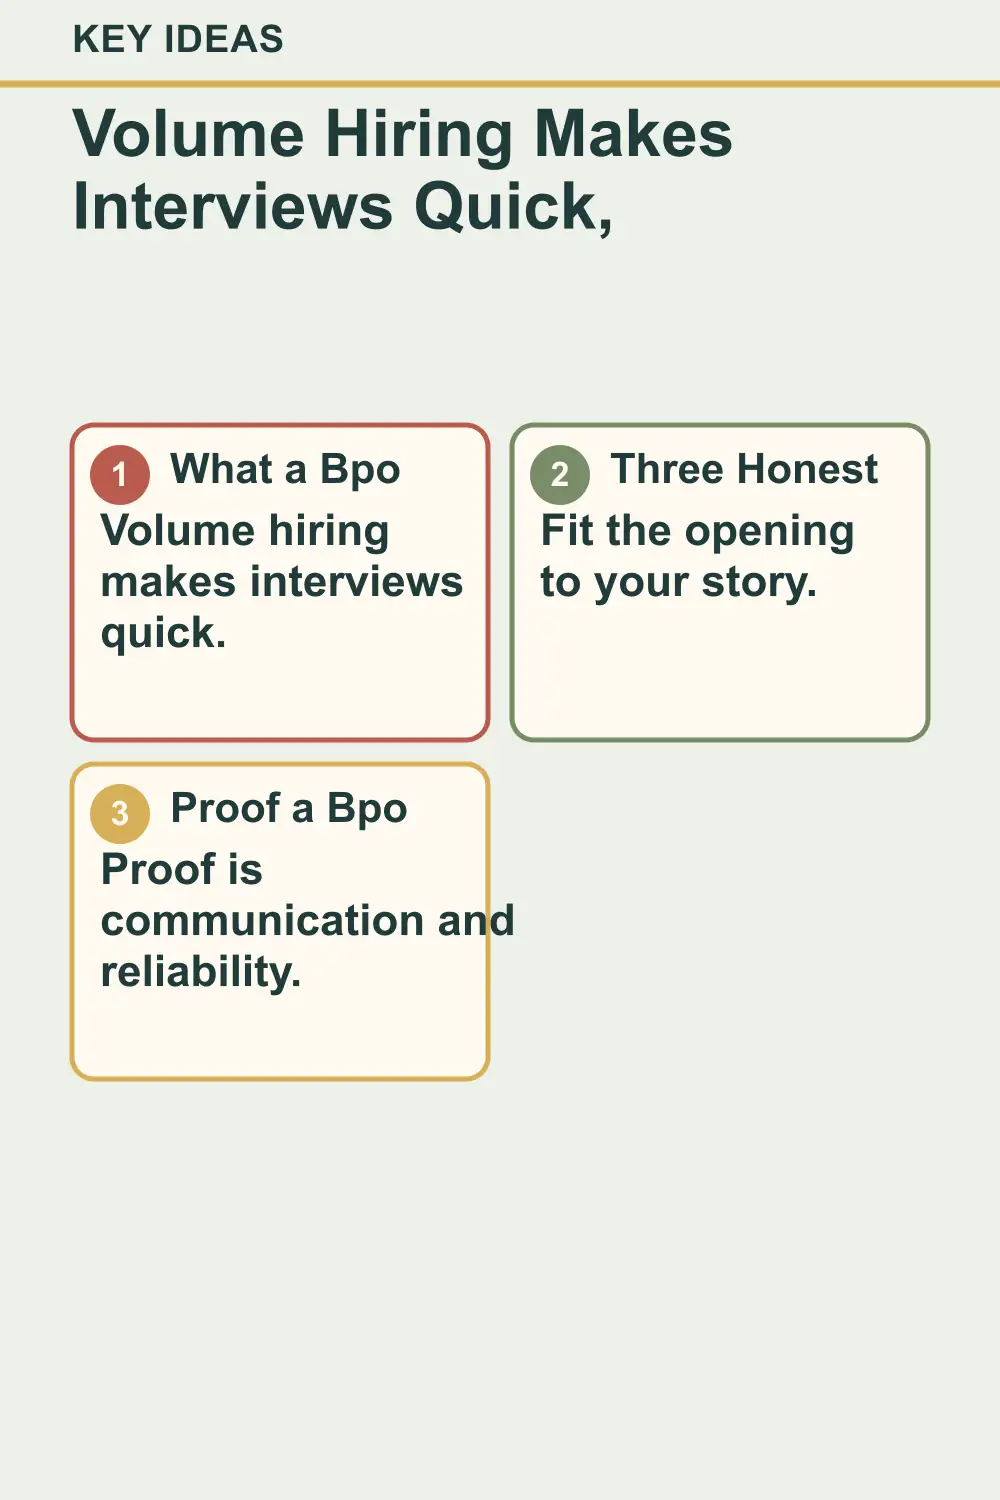 KEY IDEAS
Volume Hiring Makes
Interviews Quick,
1 What a Bpo
Volume hiring
makes interviews
quick.
2 Three Honest
Fit the opening
to your story.
3 Proof a Bpo
Proof is
communication and
reliability.